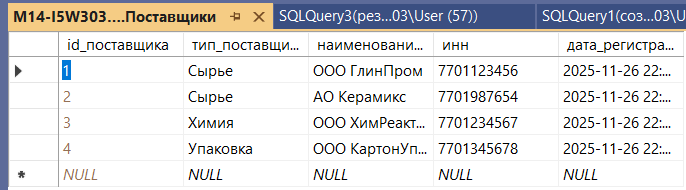 M14-I5W303....Поставщики SQLQuery3(рез...03\User (57)) SQLQuery1(соз...03\U
id_поставщика тип_поставщи... наименовани... инн дата_регистра...
1 Сырье ООО ГлинПром 7701123456 2025-11-26 22:...
2 Сырье АО Керамикс 7701987654 2025-11-26 22:...
3 Химия ООО ХимРеакт... 7701234567 2025-11-26 22:...
4 Упаковка ООО КартонУп... 7701345678 2025-11-26 22:...
NULL NULL NULL NULL NULL